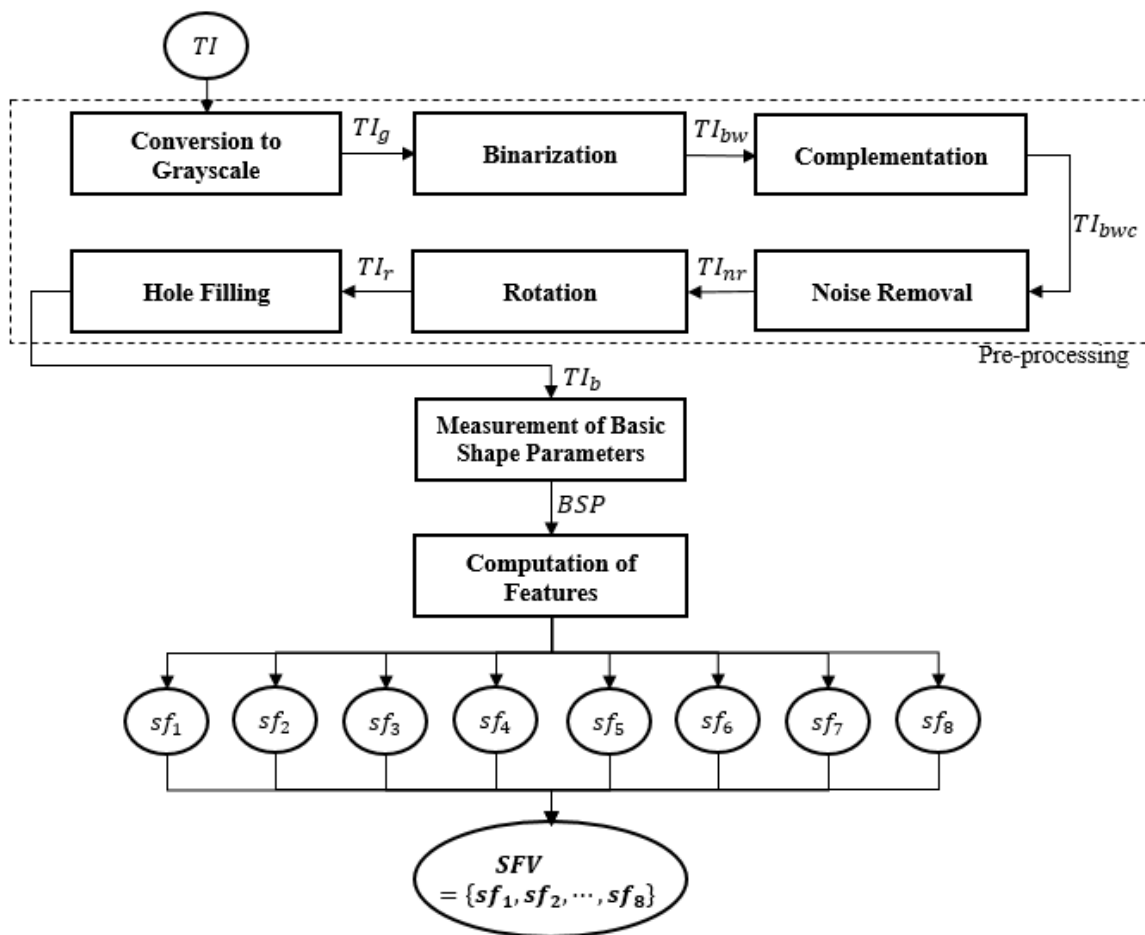 TI
Conversion to
Grayscale
TI_g
Binarization
TI_bw
Complementation
TI_bwc
Hole Filling
TI_r
Rotation
TI_nr
Noise Removal
Pre-processing
TI_b
Measurement of Basic
Shape Parameters
BSP
Computation of
Features
sf_1 sf_2 sf_3 sf_4 sf_5 sf_6 sf_7 sf_8
SFV
= {sf_1, sf_2, ⋯, sf_8}